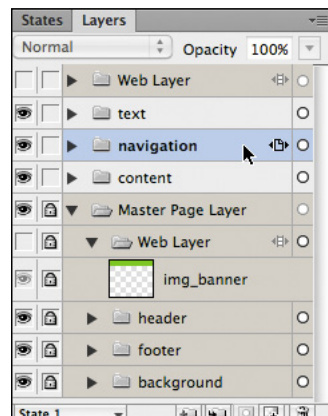 States Layers
Normal Opacity 100%
Web Layer
text
navigation
content
Master Page Layer
Web Layer
img_banner
header
footer
background
State 1